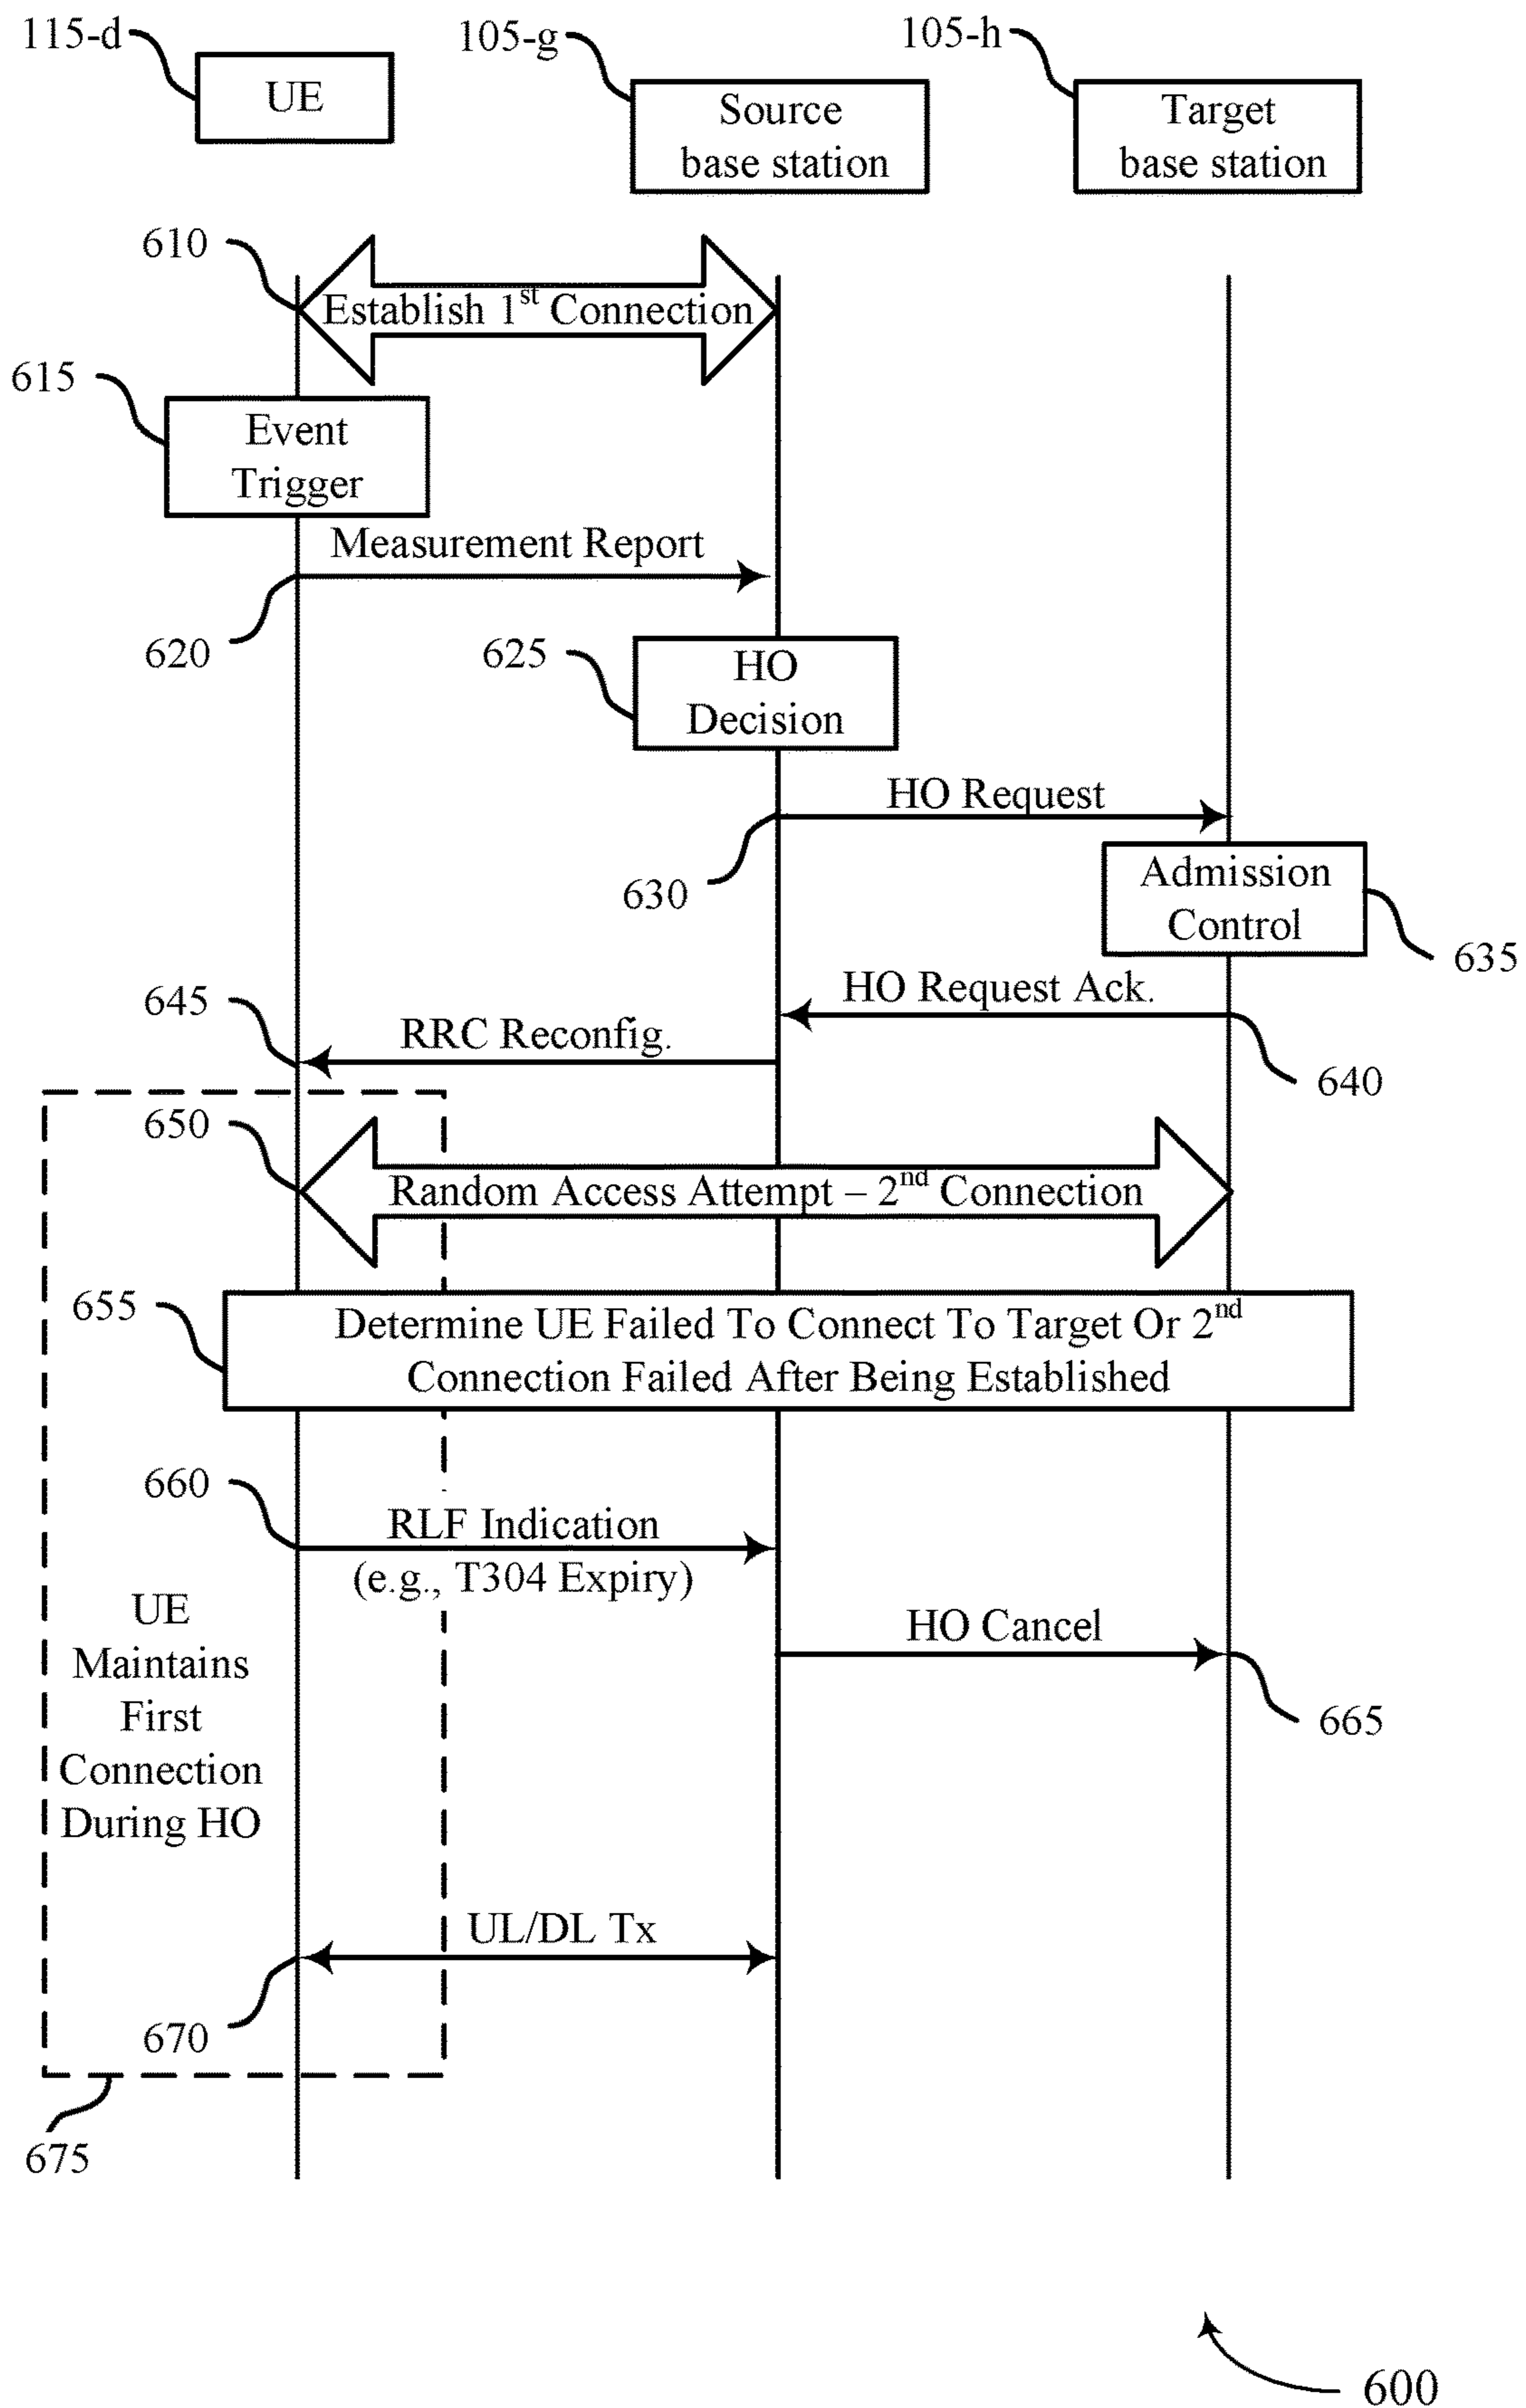 115-d
UE
105-g
Source
base station
105-h
Target
base station
610
Establish 1st Connection
615
Event
Trigger
Measurement Report
620
625
HO
Decision
HO Request
630
Admission
Control
635
HO Request Ack.
645
RRC Reconfig.
640
650
Random Access Attempt – 2nd Connection
655
Determine UE Failed To Connect To Target Or 2nd
Connection Failed After Being Established
660
RLF Indication
(e.g., T304 Expiry)
UE
Maintains
First
Connection
During HO
HO Cancel
665
UL/DL Tx
670
675
600